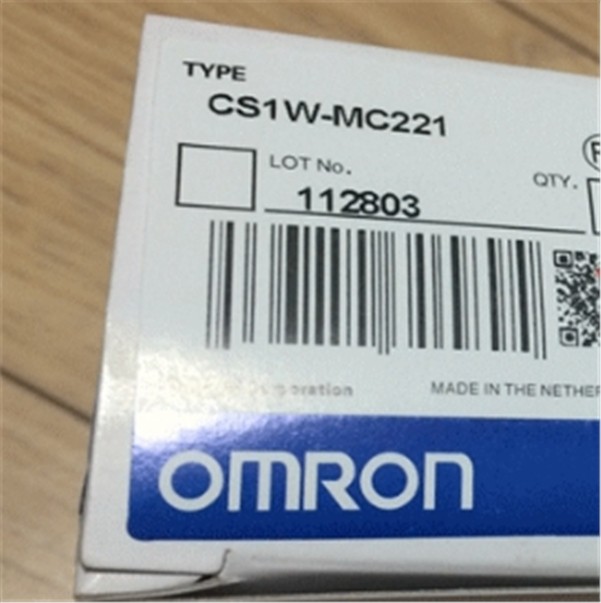 TYPE
CS1W-MC221
LOT No.
112803
QTY.
MADE IN THE NETHER
OMRON